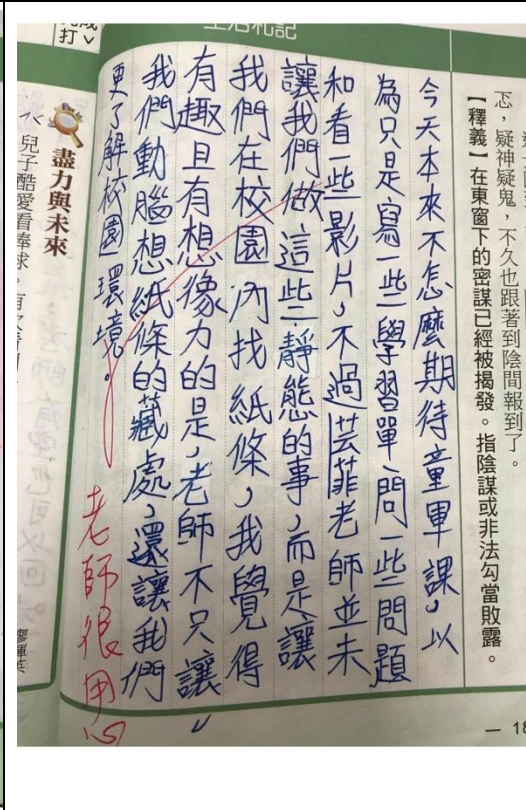 忑，疑神疑鬼，不久也跟著到陰間報到了。
【釋義】在東窗下的密謀已經被揭發。指陰謀或非法勾當敗露。
今天本來不怎麼期待童軍課，以
為只是寫一些學習單、問一些問題
和看一些影片，不過芸菲老師並未
讓我們做這些靜態的事，而是讓
我們在校園內找紙條，我覺得
有趣且有想像力的是，老師不只讓
我們動腦想紙條的藏處，還讓我們
更了解校園環境。
老師很用心
盡力與未來
兒子酷愛看棒球。
生活札記
— 18